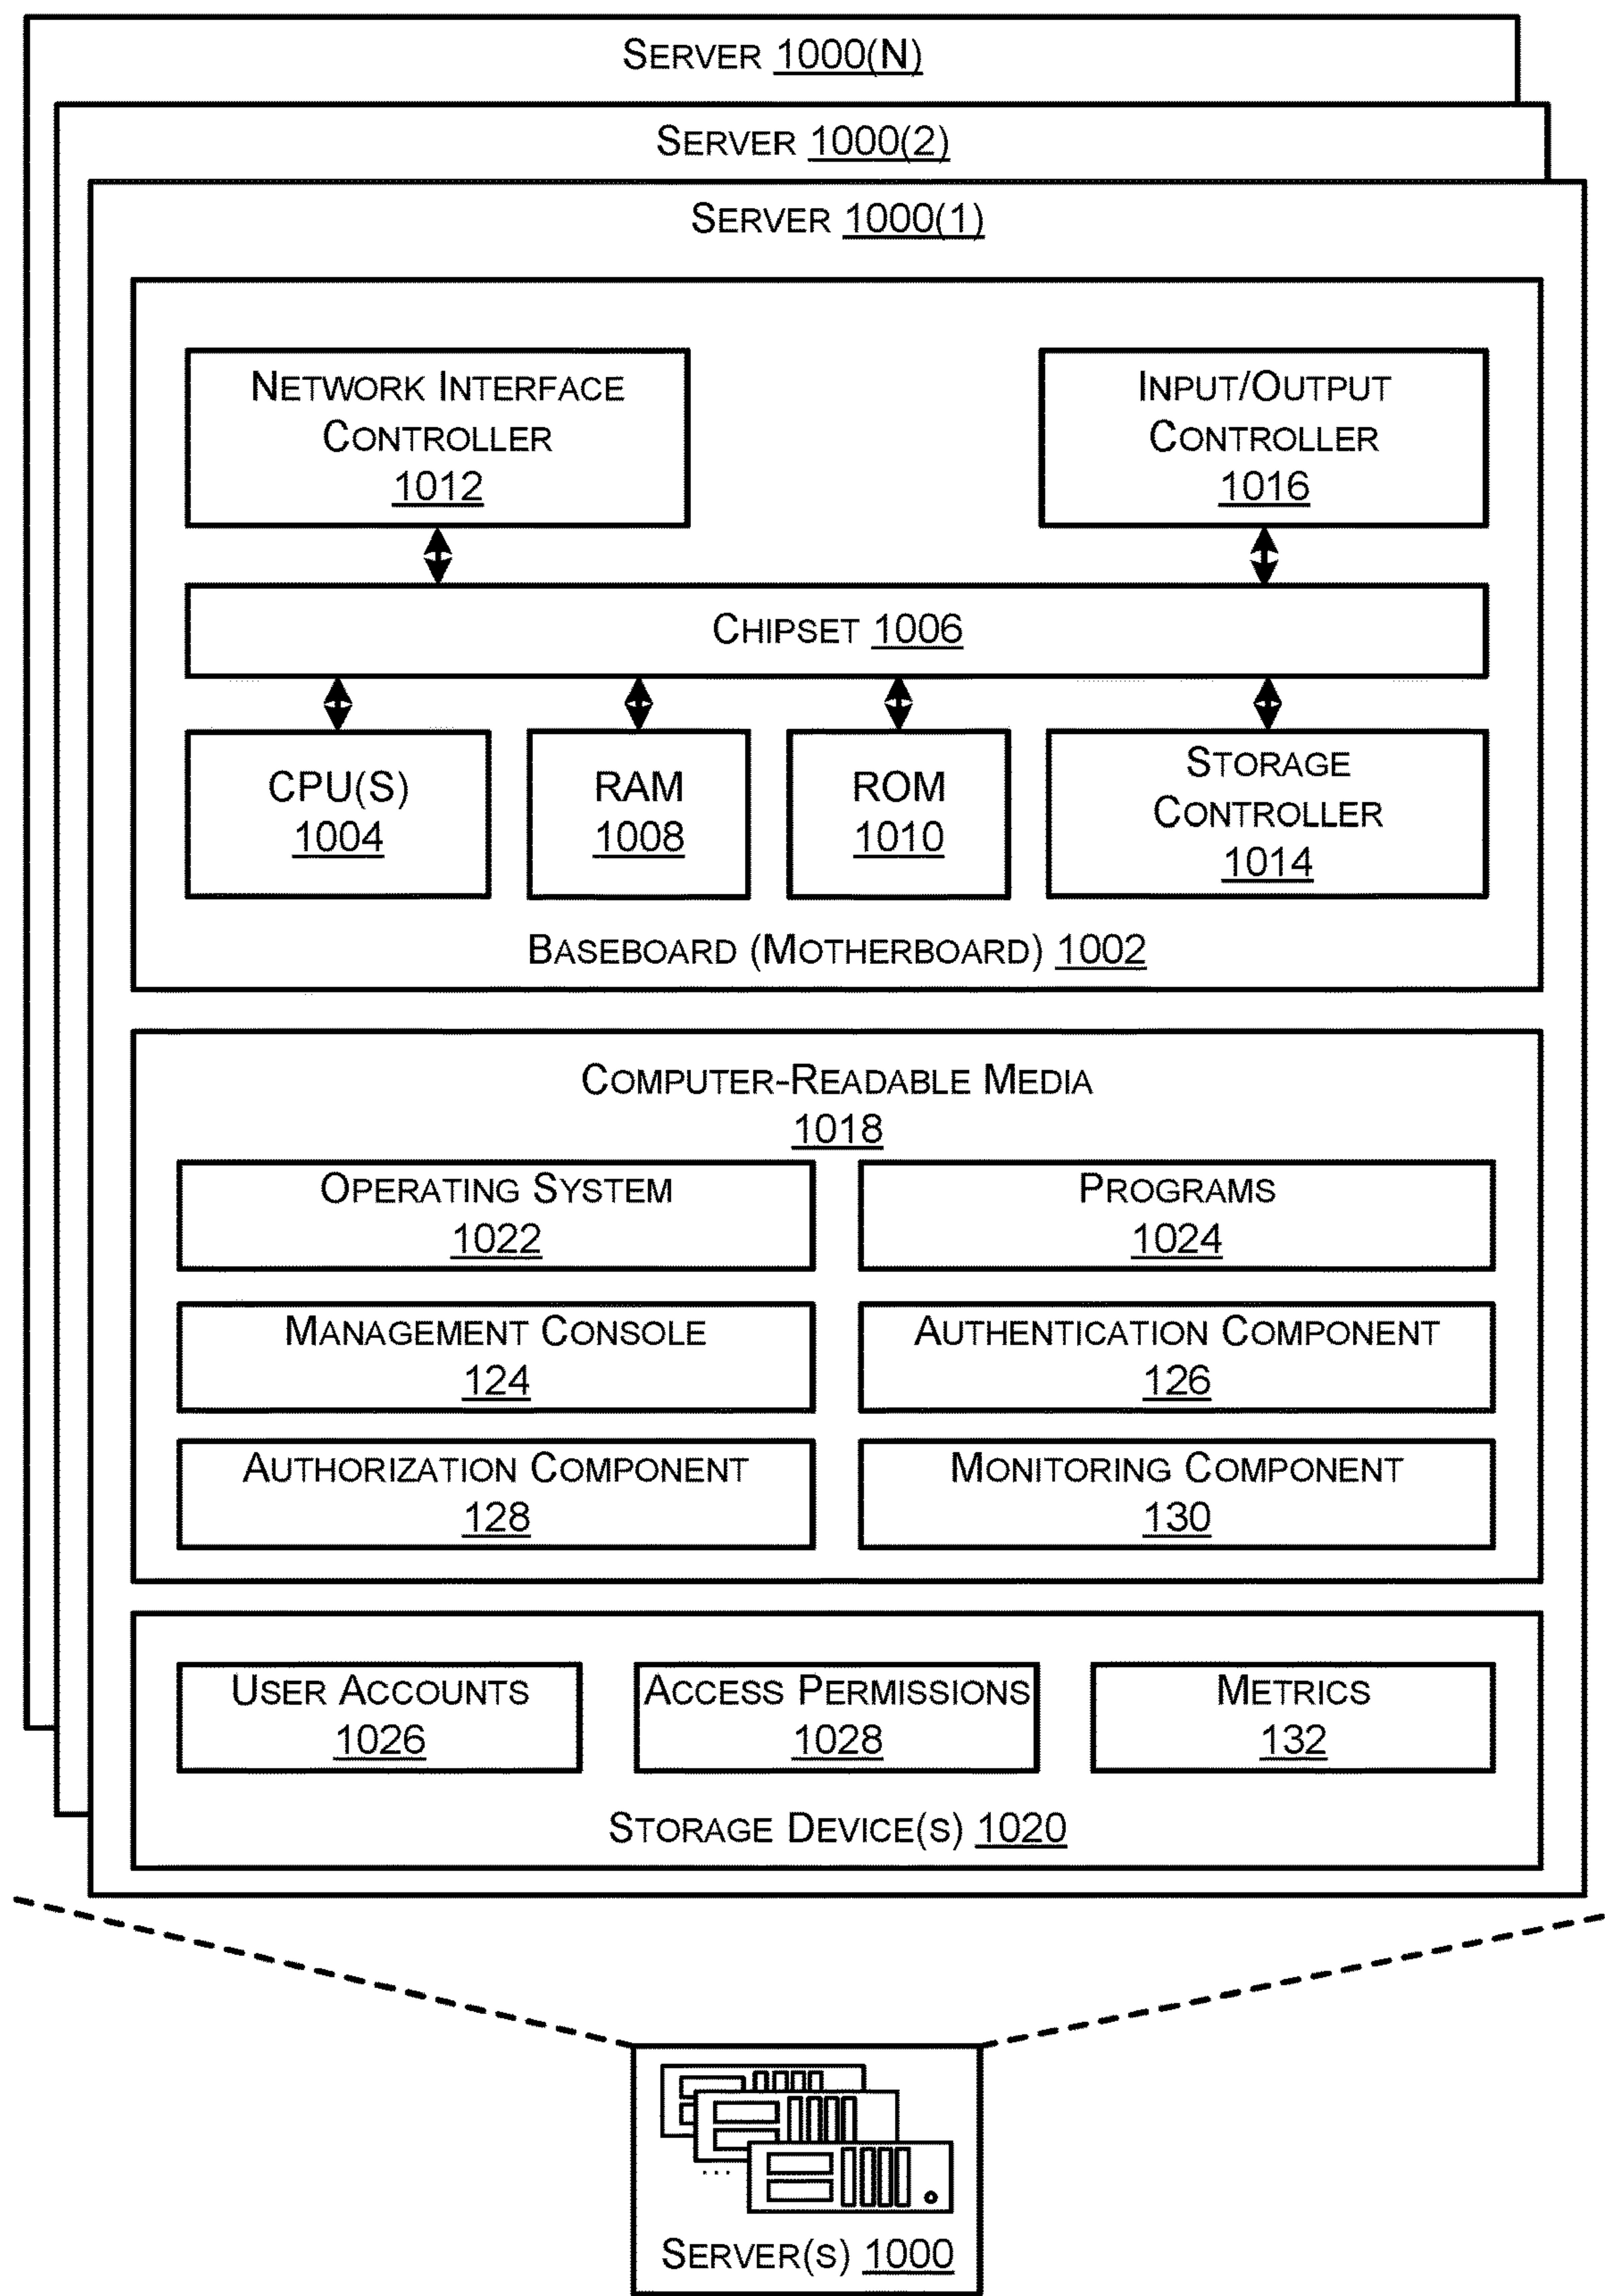 SERVER 1000(N)
SERVER 1000(2)
SERVER 1000(1)
NETWORK INTERFACE
CONTROLLER
1012
INPUT/OUTPUT
CONTROLLER
1016
CHIPSET 1006
CPU(S)
1004
RAM
1008
ROM
1010
STORAGE
CONTROLLER
1014
BASEBOARD (MOTHERBOARD) 1002
COMPUTER-READABLE MEDIA
1018
OPERATING SYSTEM
1022
PROGRAMS
1024
MANAGEMENT CONSOLE
124
AUTHENTICATION COMPONENT
126
AUTHORIZATION COMPONENT
128
MONITORING COMPONENT
130
USER ACCOUNTS
1026
ACCESS PERMISSIONS
1028
METRICS
132
STORAGE DEVICE(S) 1020
...
SERVER(S) 1000